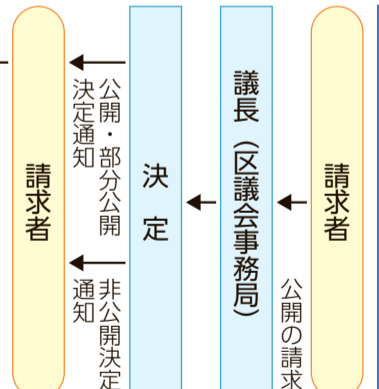 請求者
公開の請求
議長（区議会事務局）
決定
公開・部分公開
決定通知
非公開決定
通知
請求者